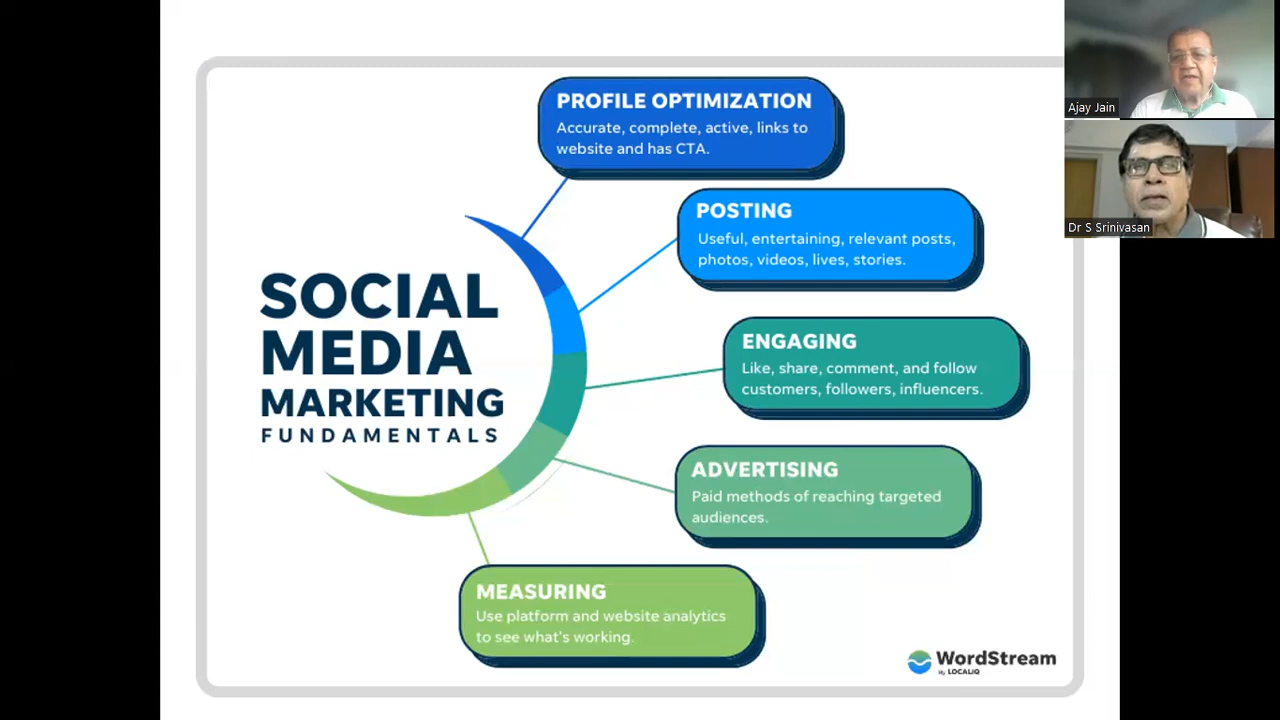 PROFILE OPTIMIZATION
Accurate, complete, active, links to
website and has CTA.
POSTING
Useful, entertaining, relevant posts,
photos, videos, lives, stories.
SOCIAL
MEDIA
MARKETING
FUNDAMENTALS
ENGAGING
Like, share, comment, and follow
customers, followers, influencers.
ADVERTISING
Paid methods of reaching targeted
audiences.
MEASURING
Use platform and website analytics
to see what's working.
WordStream
By LOCALiQ
Ajay Jain
Dr S Srinivasan